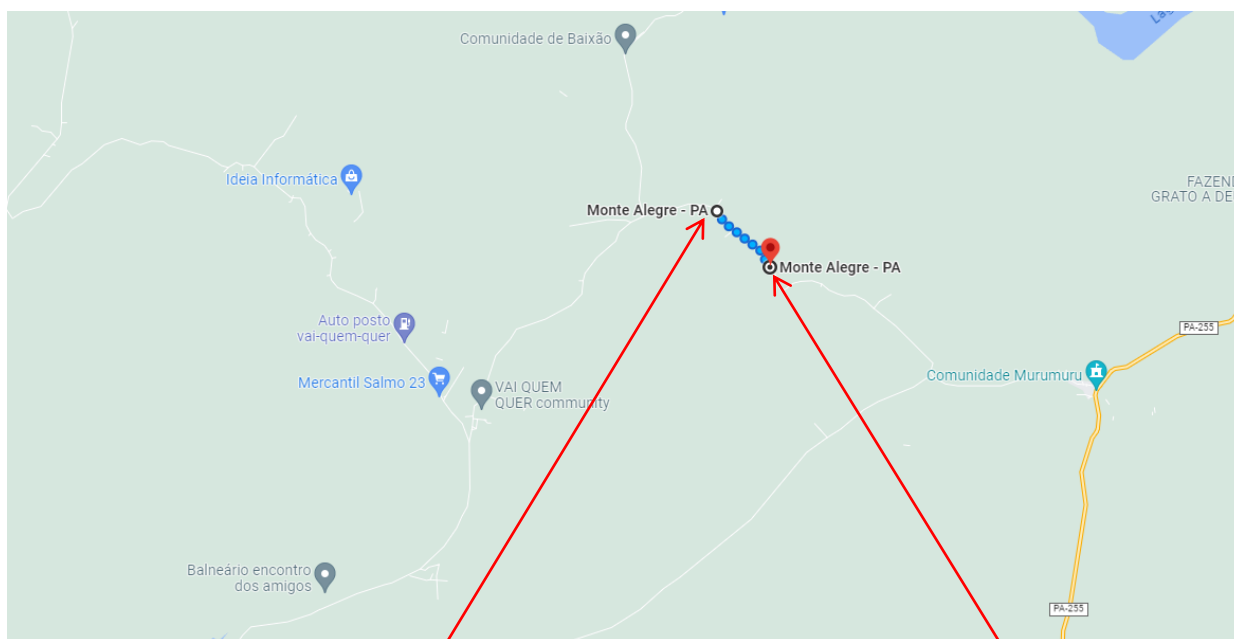 Lag
Comunidade de Baixão
Ideia Informática
FAZEND
GRATO A DE
Monte Alegre - PA
Monte Alegre - PA
Auto posto
vai-quem-quer
PA-255
Mercantil Salmo 23
VAI QUEM
QUER community
Comunidade Murumuru
Balneário encontro
dos amigos
PA-255